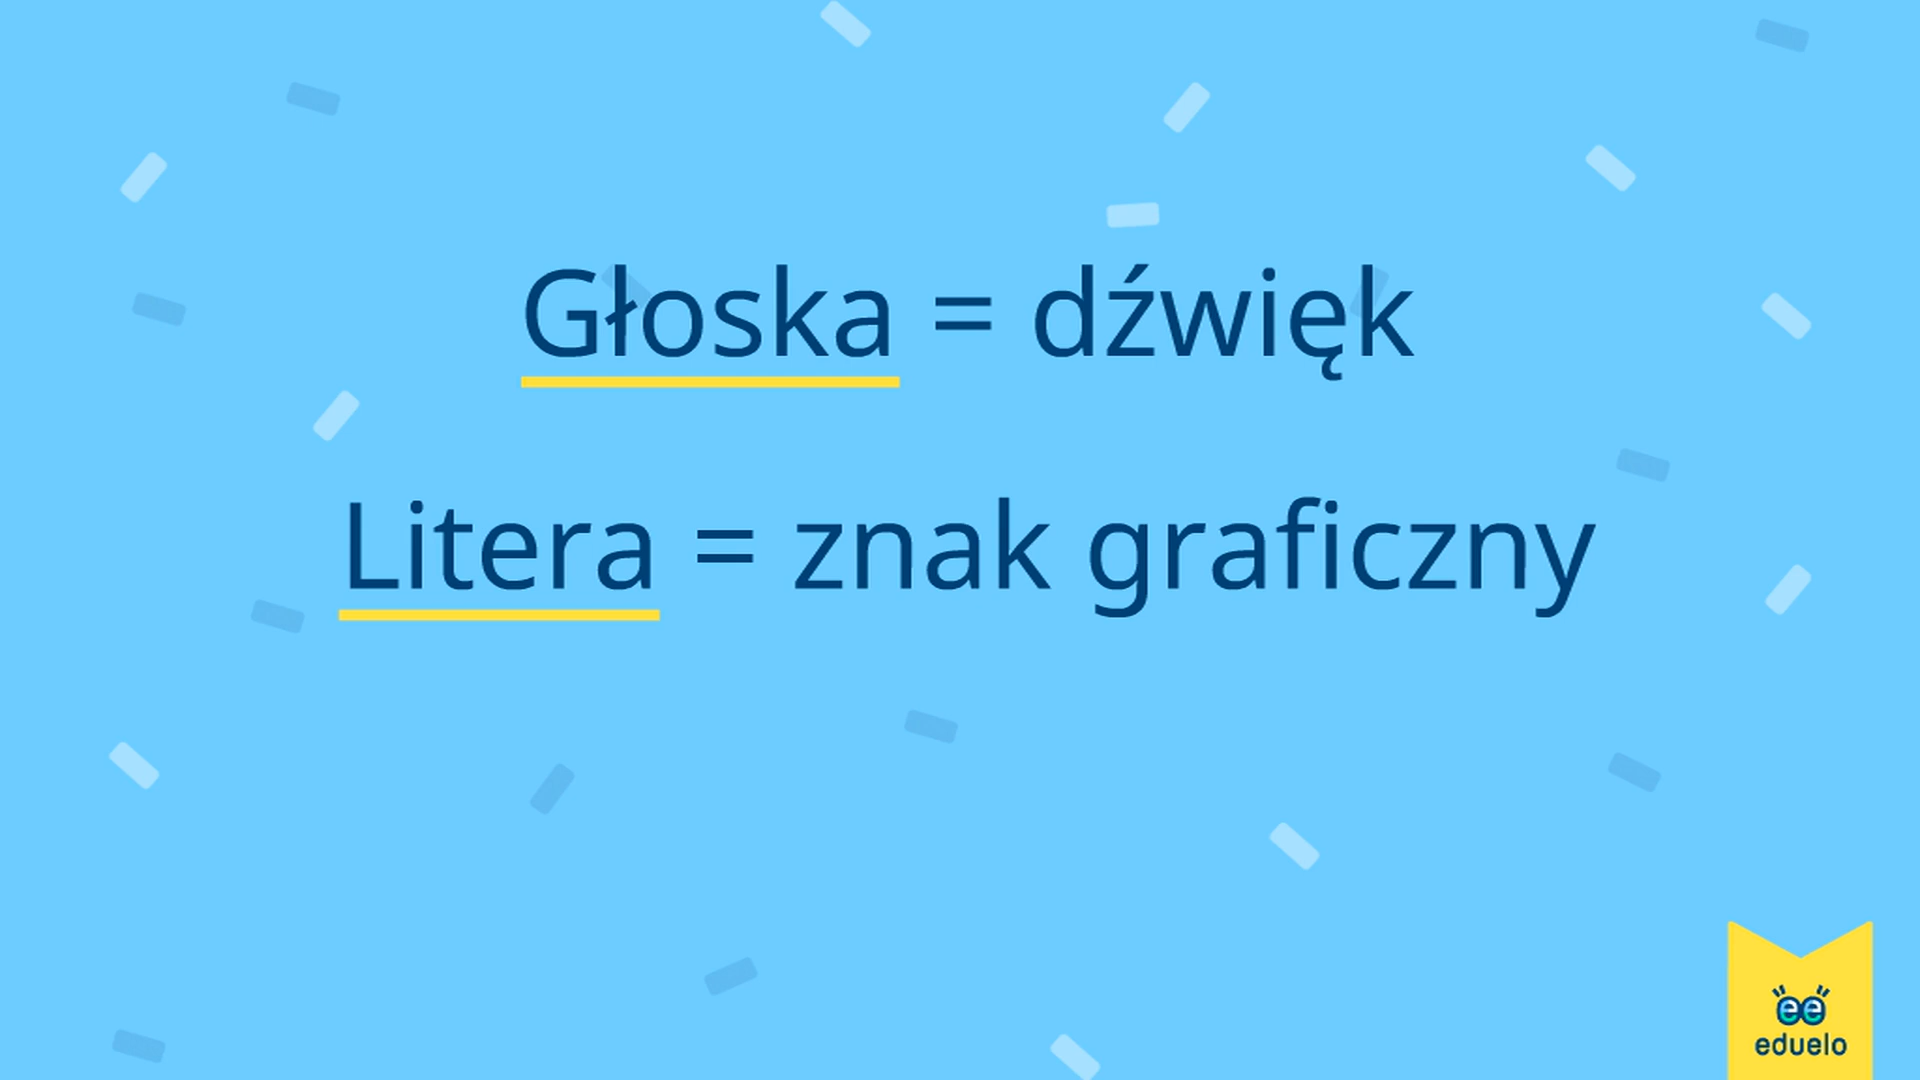 Głoska = dźwięk
Litera = znak graficzny
eduelo